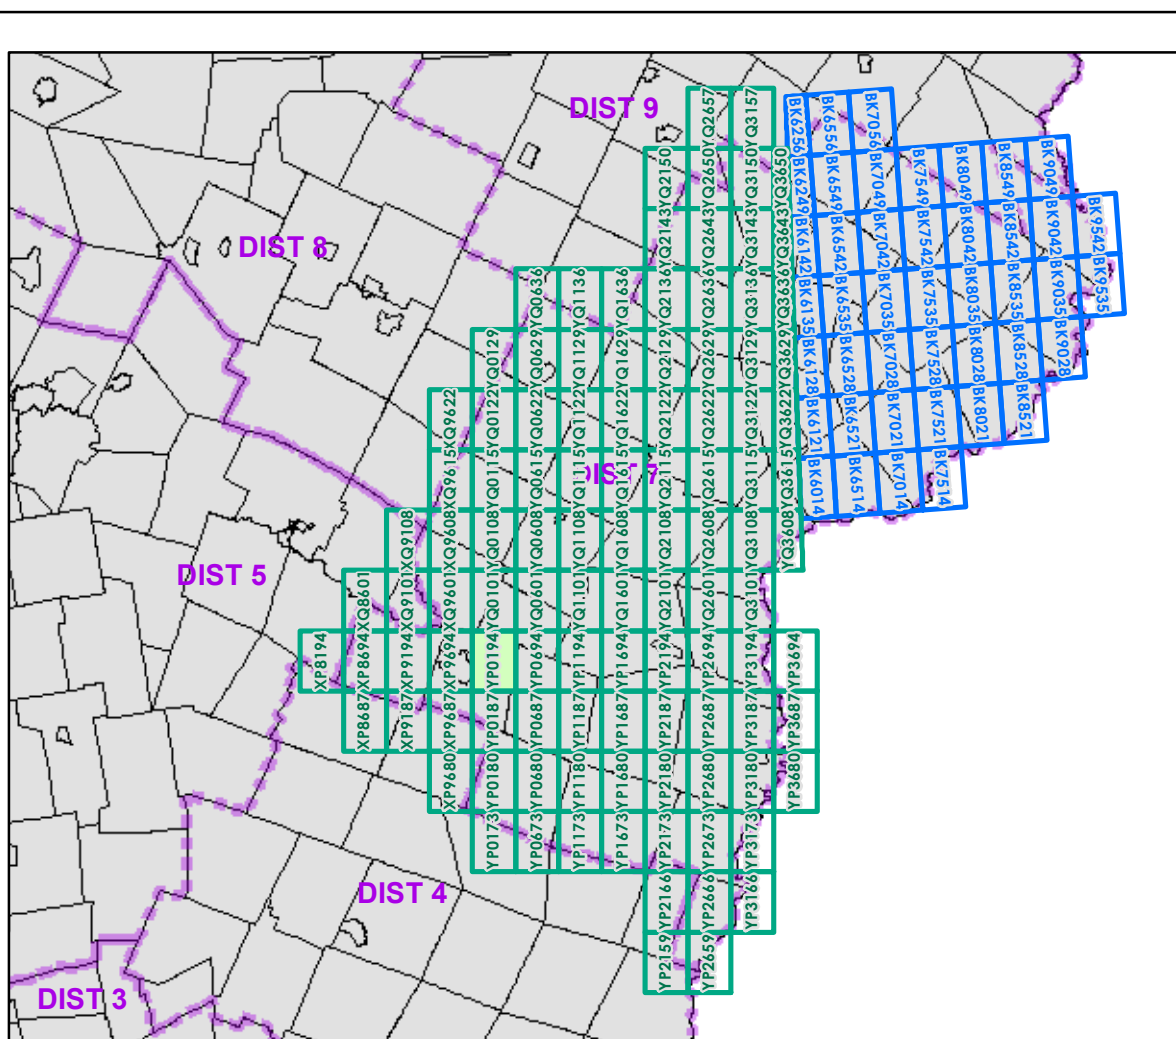 DIST 9
DIST 8
DIST 7
DIST 5
DIST 4
DIST 3
YQ2657 YQ3157
YQ2150 YQ2650 YQ3150 YQ3650
YQ2143 YQ2643 YQ3143 YQ3643
YQ0636 YQ1136 YQ1636 YQ2136 YQ2636 YQ3136 YQ3636
YQ0129 YQ0629 YQ1129 YQ1629 YQ2129 YQ2629 YQ3129 YQ3629
XQ9622 YQ0122 YQ0622 YQ1122 YQ1622 YQ2122 YQ2622 YQ3122 YQ3622
XQ9615 YQ0115 YQ0615 YQ1115 YQ1615 YQ2115 YQ2615 YQ3115 YQ3615
XQ9108 XQ9608 YQ0108 YQ0608 YQ1108 YQ1608 YQ2108 YQ2608 YQ3108 YQ3608
XQ8601 XQ9101 XQ9601 YQ0101 YQ0601 YQ1101 YQ1601 YQ2101 YQ2601 YQ3101
XP8194 XP8694 XP9194 XP9694 YP0194 YP0694 YP1194 YP1694 YP2194 YP2694 YP3194 YP3694
XP8687 XP9187 XP9687 YP0187 YP0687 YP1187 YP1687 YP2187 YP2687 YP3187 YP3687
XP9680 YP0180 YP0680 YP1180 YP1680 YP2180 YP2680 YP3180 YP3680
YP0173 YP0673 YP1173 YP1673 YP2173 YP2673 YP3173
YP2166 YP2666 YP3166
YP2159 YP2659
BK6256 BK6556 BK7056
BK6249 BK6549 BK7049 BK7549 BK8049 BK8549 BK9049
BK6142 BK6542 BK7042 BK7542 BK8042 BK8542 BK9042 BK9542
BK6135 BK6535 BK7035 BK7535 BK8035 BK8535 BK9035 BK9535
BK6128 BK6528 BK7028 BK7528 BK8028 BK8528 BK9028
BK6121 BK6521 BK7021 BK7521 BK8021 BK8521
BK6014 BK6514 BK7014 BK7514